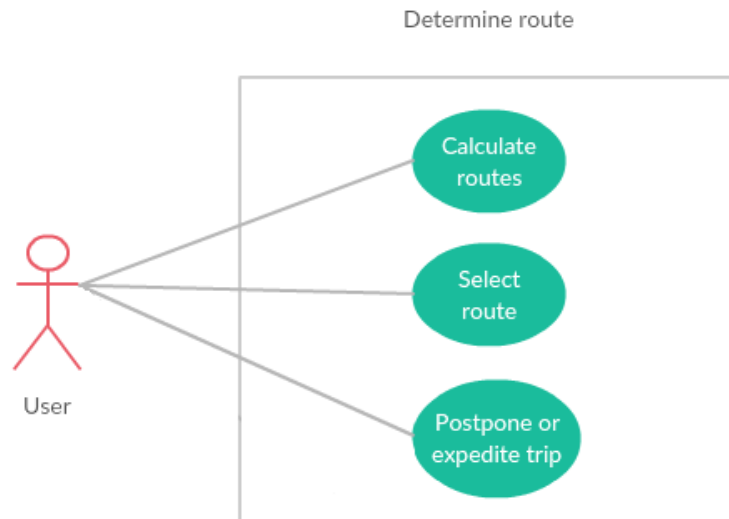 Determine route
Calculate
routes
Select
route
User
Postpone or
expedite trip